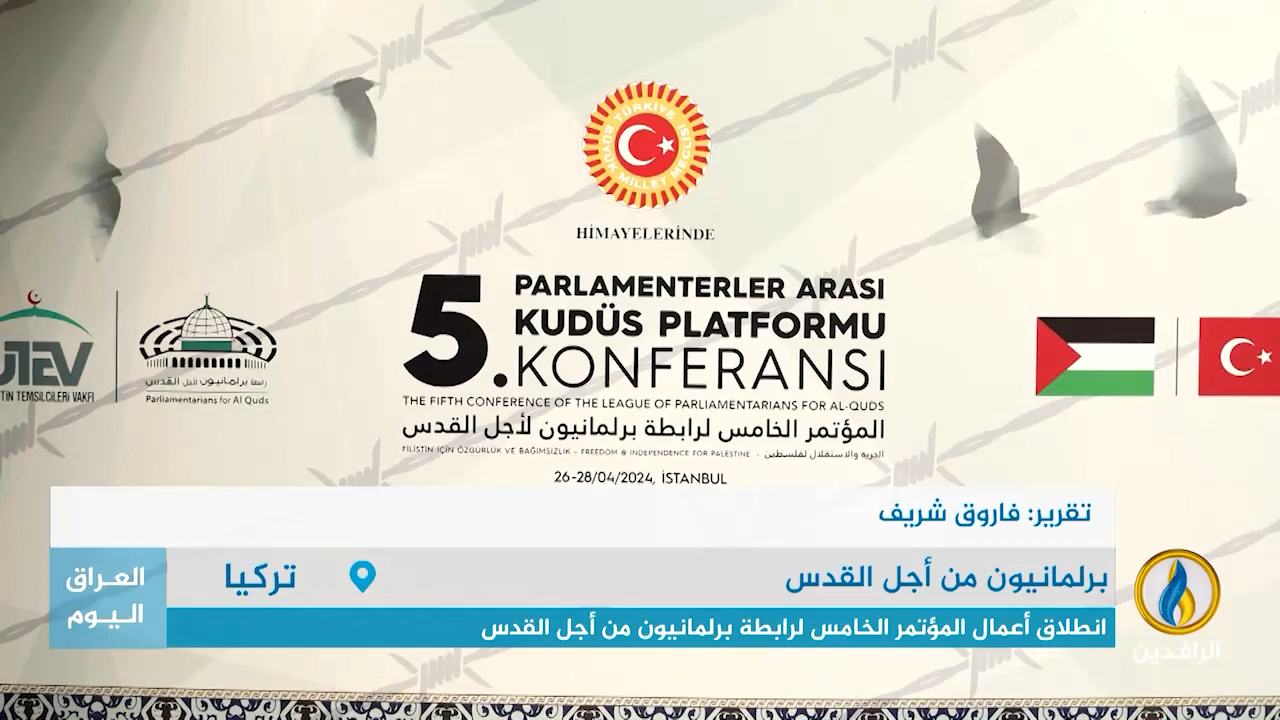 TÜRKİYE BÜYÜK MİLLET MECLİSİ
HİMAYELERİNDE
5. PARLAMENTERLER ARASI
KUDÜS PLATFORMU
KONFERANSI
THE FIFTH CONFERENCE OF THE LEAGUE OF PARLIAMENTARIANS FOR AL-QUDS
المؤتمر الخامس لرابطة برلمانيون لأجل القدس
FİLİSTİN İÇİN ÖZGÜRLÜK VE BAĞIMSIZLIK - FREEDOM & INDEPENDENCE FOR PALESTINE - الحرية والاستقلال لفلسطين
26-28/04/2024, İSTANBUL
TİN TEMSİLCİLERİ VAKFI
رابطة برلمانيون لأجل القدس
Parliamentarians for Al Quds
تقرير: فاروق شريف
برلمانيون من أجل القدس
تركيا
العراق
اليوم
انطلاق أعمال المؤتمر الخامس لرابطة برلمانيون من أجل القدس
الرافدين